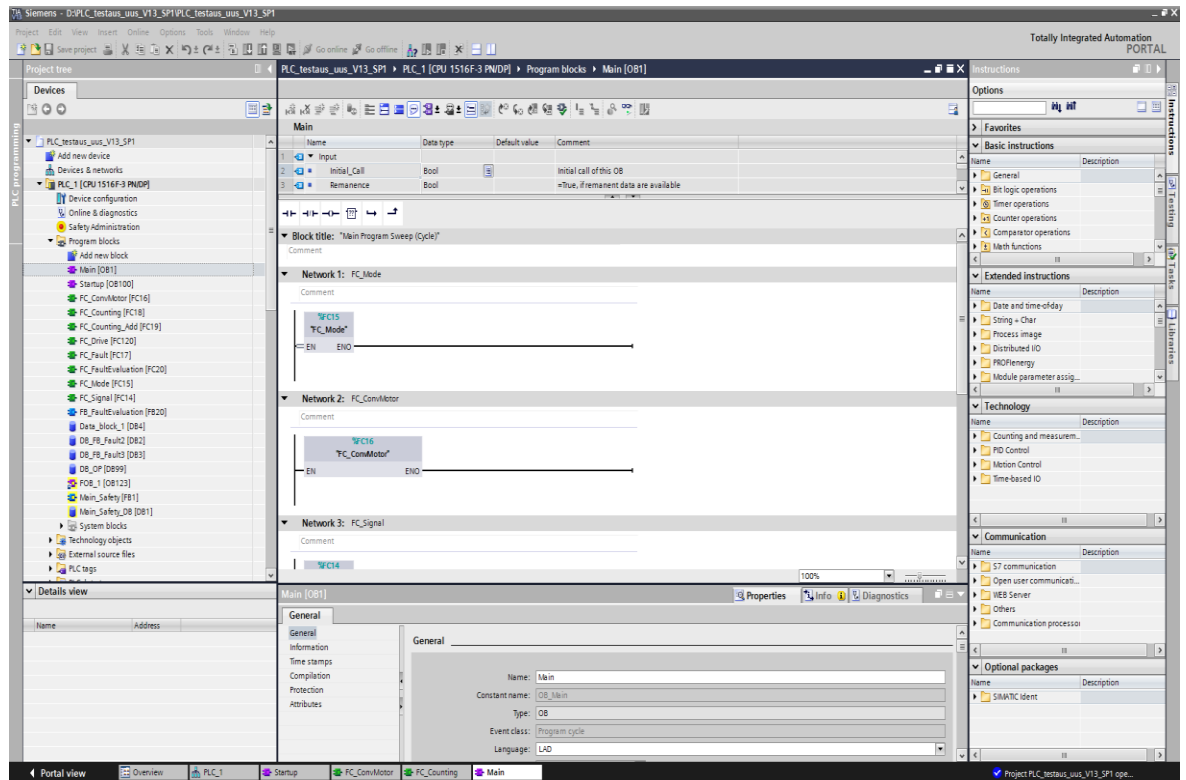 Siemens - D:\PLC_testaus_uus_V13_SP1\PLC_testaus_uus_V13_SP1
Project Edit View Insert Online Options Tools Window Help
Save project Go online Go offline
Totally Integrated Automation
PORTAL
Project tree
Devices
PLC programming
PLC_testaus_uus_V13_SP1
Add new device
Devices & networks
PLC_1 [CPU 1516F-3 PN/DP]
Device configuration
Online & diagnostics
Safety Administration
Program blocks
Add new block
Main [OB1]
Startup [OB100]
FC_ConvMotor [FC16]
FC_Counting [FC18]
FC_Counting_Add [FC19]
FC_Drive [FC120]
FC_Fault [FC17]
FC_FaultEvaluation [FC20]
FC_Mode [FC15]
FC_Signal [FC14]
FB_FaultEvaluation [FB20]
Data_block_1 [DB4]
DB_FB_Fault2 [DB2]
DB_FB_Fault3 [DB3]
DB_OP [DB99]
FOB_1 [OB123]
Main_Safety [FB1]
Main_Safety_DB [DB1]
System blocks
Technology objects
External source files
PLC tags
Details view
Name Address
PLC_testaus_uus_V13_SP1 PLC_1 [CPU 1516F-3 PN/DP] Program blocks Main [OB1]
Main
Name Data type Default value Comment
1 Input
2 Initial_Call Bool Initial call of this OB
3 Remanence Bool =True, if remanent data are available
Block title: "Main Program Sweep (Cycle)"
Comment
Network 1: FC_Mode
Comment
%FC15
"FC_Mode"
EN ENO
Network 2: FC_ConvMotor
Comment
%FC16
"FC_ConvMotor"
EN ENO
Network 3: FC_Signal
Comment
%FC14
100%
Main [OB1]
Properties Info Diagnostics
General
General
Information
Time stamps
Compilation
Protection
Attributes
General
Name: Main
Constant name: OB_Main
Type: OB
Event class: Program cycle
Language: LAD
Instructions
Options
Favorites
Basic instructions
Name Description
General
Bit logic operations
Timer operations
Counter operations
Comparator operations
Math functions
Extended instructions
Name Description
Date and time-of-day
String + Char
Process image
Distributed I/O
PROFIenergy
Module parameter assig...
Technology
Name Description
Counting and measurem...
PID Control
Motion Control
Time-based IO
Communication
Name Description
S7 communication
Open user communicati...
WEB Server
Others
Communication processor
Optional packages
Name Description
SIMATIC Ident
Instructions
Testing
Tasks
Libraries
Portal view Overview PLC_1 Startup FC_ConvMotor FC_Counting Main
Project PLC_testaus_uus_V13_SP1 ope...